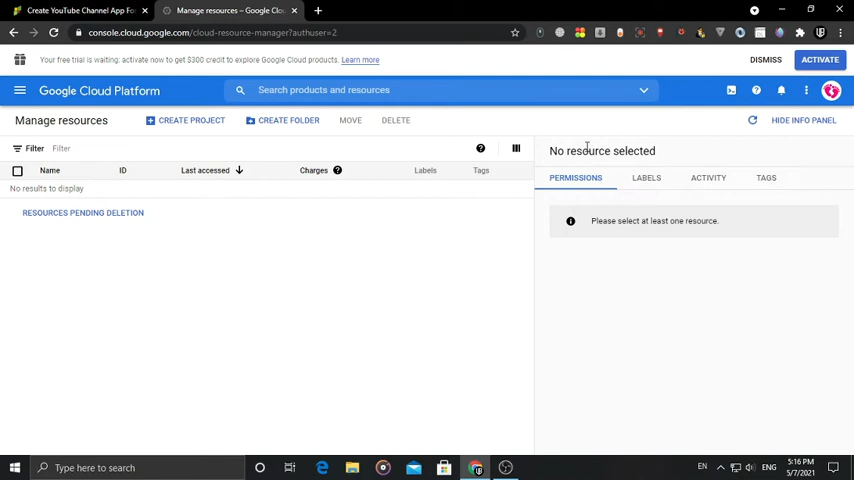 Create YouTube Channel App For
Manage resources – Google Clou
console.cloud.google.com/cloud-resource-manager?authuser=2
Your free trial is waiting: activate now to get $300 credit to explore Google Cloud products. Learn more
DISMISS
ACTIVATE
Google Cloud Platform
Search products and resources
Manage resources
CREATE PROJECT
CREATE FOLDER
MOVE
DELETE
HIDE INFO PANEL
Filter
Filter
No resource selected
Name
ID
Last accessed
Charges
Labels
Tags
PERMISSIONS
LABELS
ACTIVITY
TAGS
No results to display
RESOURCES PENDING DELETION
Please select at least one resource.
Type here to search
EN
ENG
5:16 PM
5/7/2021